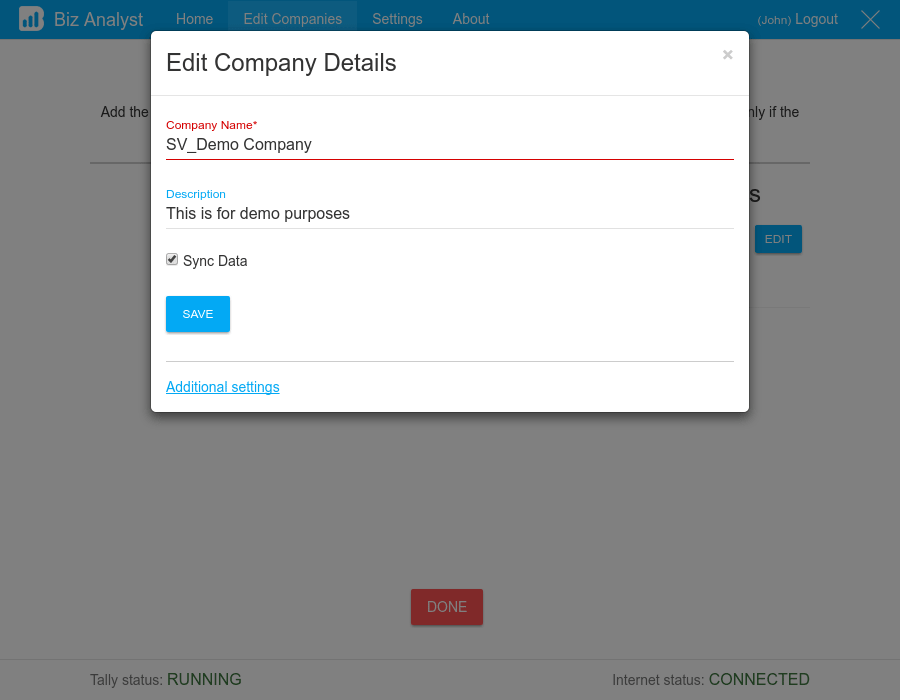 Biz Analyst Home Edit Companies Settings About (John) Logout
Edit Company Details ×
Add the nly if the
Company Name*
SV_Demo Company
Description
This is for demo purposes
EDIT
Sync Data
SAVE
Additional settings
DONE
Tally status: RUNNING Internet status: CONNECTED